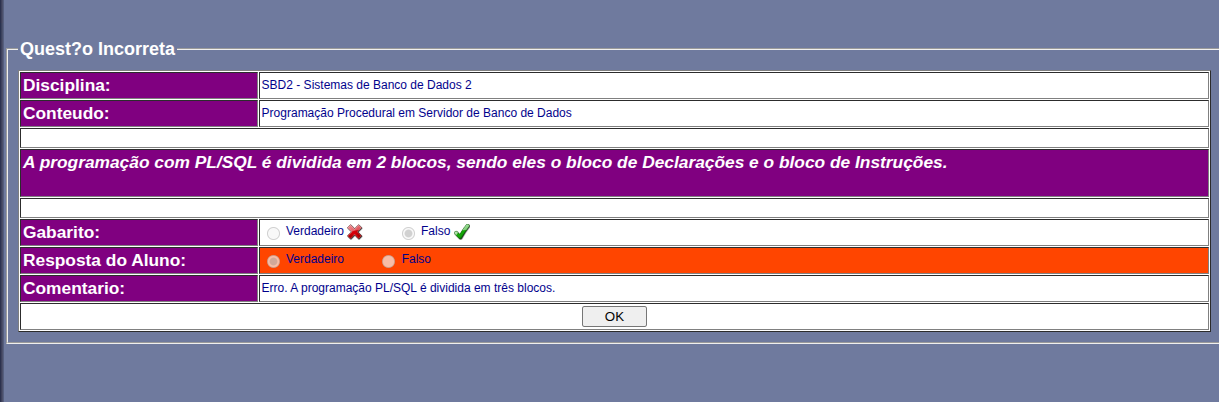 Quest?o Incorreta
Disciplina: SBD2 - Sistemas de Banco de Dados 2
Conteudo: Programação Procedural em Servidor de Banco de Dados
A programação com PL/SQL é dividida em 2 blocos, sendo eles o bloco de Declarações e o bloco de Instruções.
Gabarito: Verdadeiro Falso
Resposta do Aluno: Verdadeiro Falso
Comentario: Erro. A programação PL/SQL é dividida em três blocos.
OK